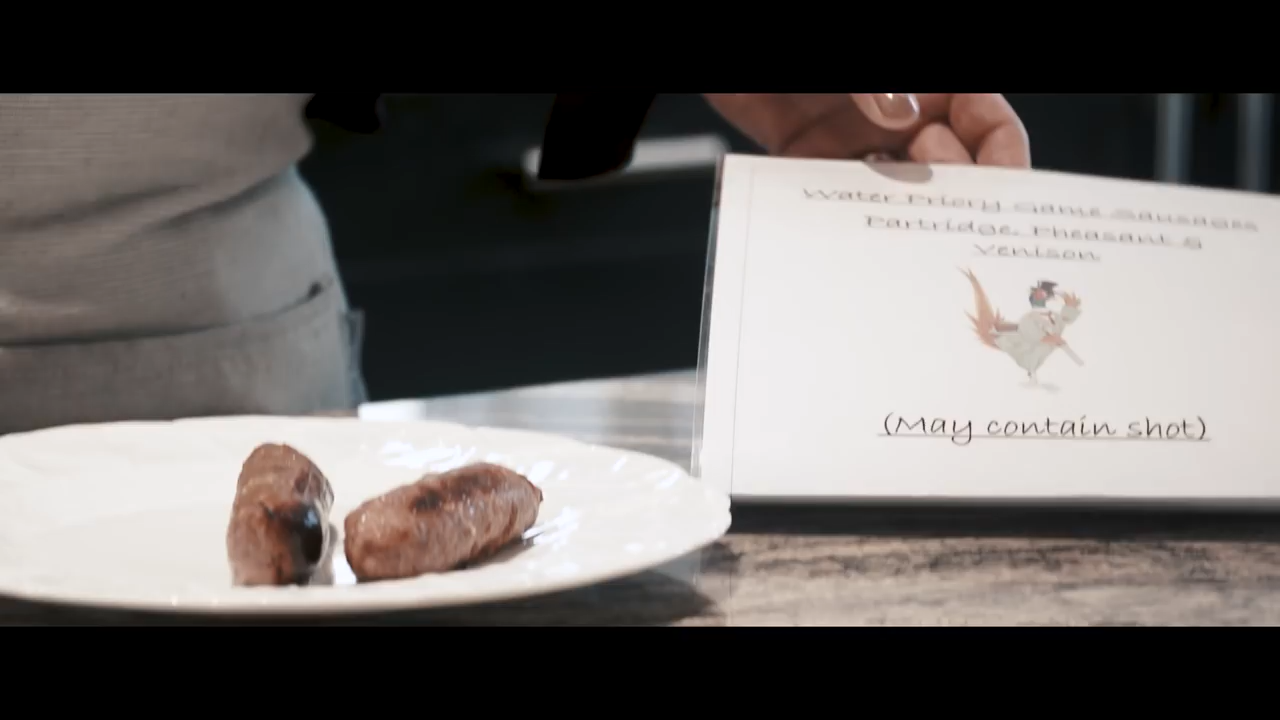 Water Priory Game Sausages
Partridge, Pheasant &
Venison
(May contain shot)